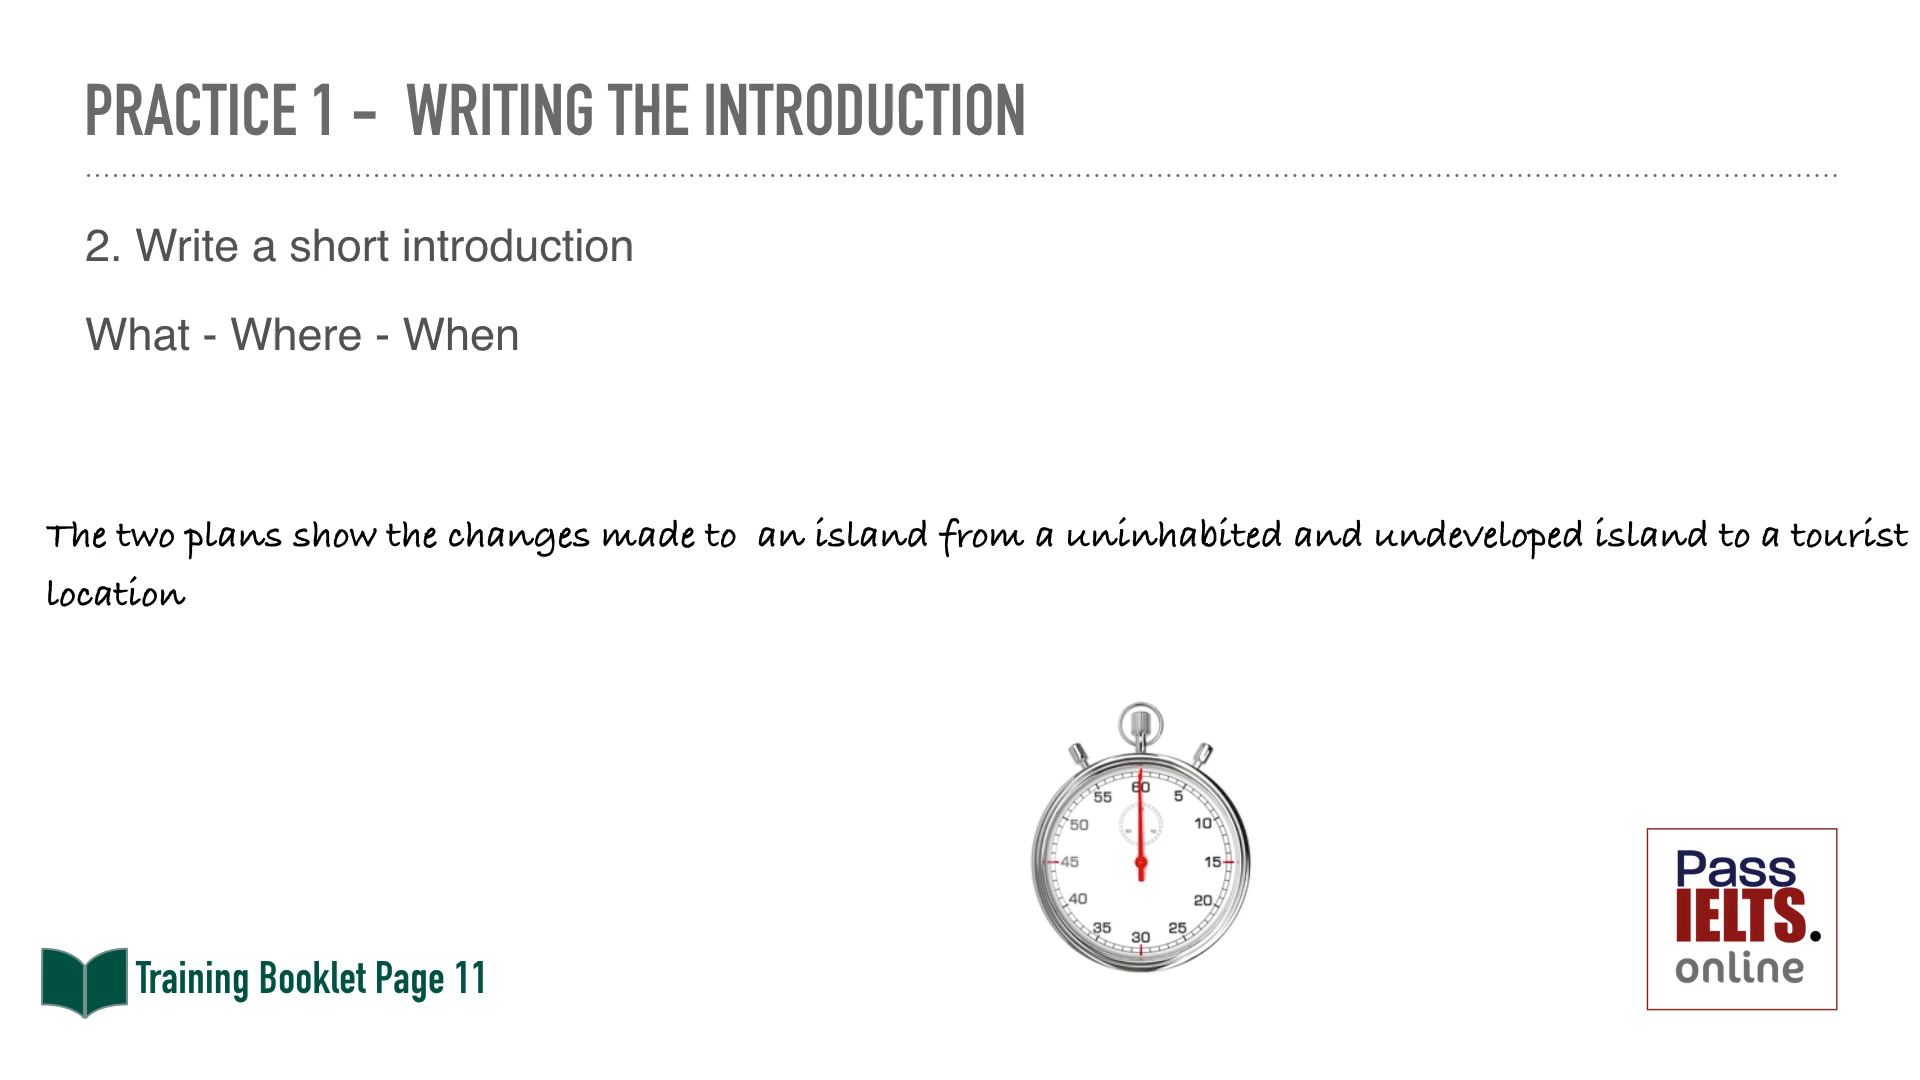 PRACTICE 1 - WRITING THE INTRODUCTION
2. Write a short introduction
What - Where - When
The two plans show the changes made to an island from a uninhabited and undeveloped island to a tourist
location
60
55 5
50 10
45 15
40 20
35 25
30
Pass
IELTS.
online
Training Booklet Page 11